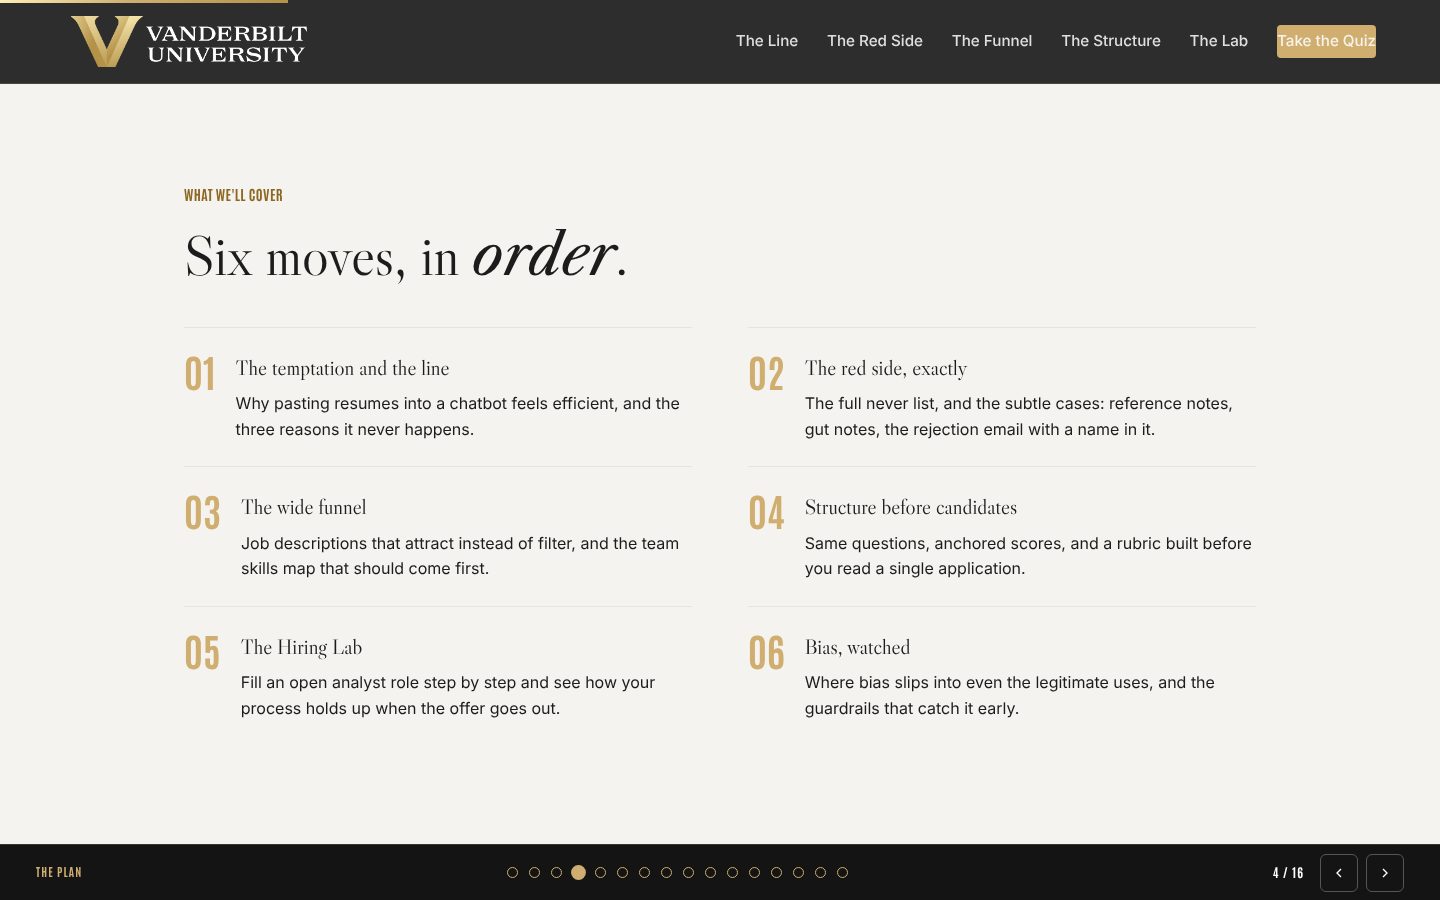 VANDERBILT
UNIVERSITY
The Line
The Red Side
The Funnel
The Structure
The Lab
Take the Quiz
WHAT WE'LL COVER
Six moves, in order.
01
The temptation and the line
Why pasting resumes into a chatbot feels efficient, and the
three reasons it never happens.
02
The red side, exactly
The full never list, and the subtle cases: reference notes,
gut notes, the rejection email with a name in it.
03
The wide funnel
Job descriptions that attract instead of filter, and the team
skills map that should come first.
04
Structure before candidates
Same questions, anchored scores, and a rubric built before
you read a single application.
05
The Hiring Lab
Fill an open analyst role step by step and see how your
process holds up when the offer goes out.
06
Bias, watched
Where bias slips into even the legitimate uses, and the
guardrails that catch it early.
THE PLAN
4 / 16